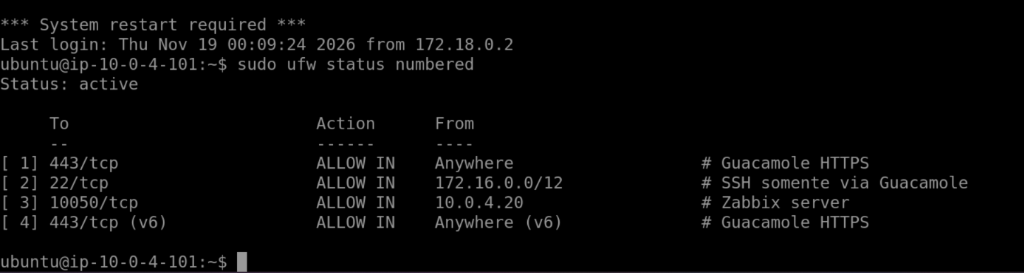 *** System restart required ***
Last login: Thu Nov 19 00:09:24 2026 from 172.18.0.2
ubuntu@ip-10-0-4-101:~$ sudo ufw status numbered
Status: active
To Action From
-- ------ ----
[ 1] 443/tcp ALLOW IN Anywhere # Guacamole HTTPS
[ 2] 22/tcp ALLOW IN 172.16.0.0/12 # SSH somente via Guacamole
[ 3] 10050/tcp ALLOW IN 10.0.4.20 # Zabbix server
[ 4] 443/tcp (v6) ALLOW IN Anywhere (v6) # Guacamole HTTPS
ubuntu@ip-10-0-4-101:~$